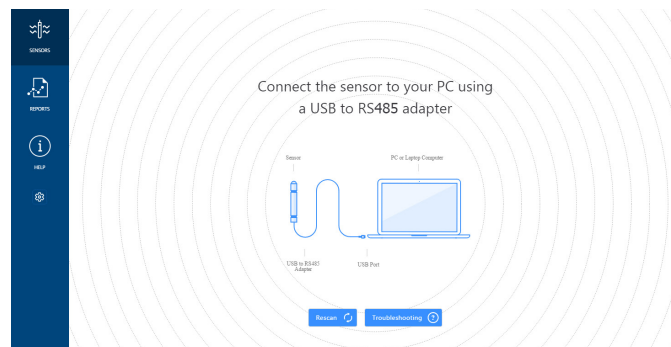 SENSORS
REPORTS
HELP
Connect the sensor to your PC using
a USB to RS485 adapter
Sensor
PC or Laptop Computer
USB to RS485
Adapter
USB Port
Rescan
Troubleshooting